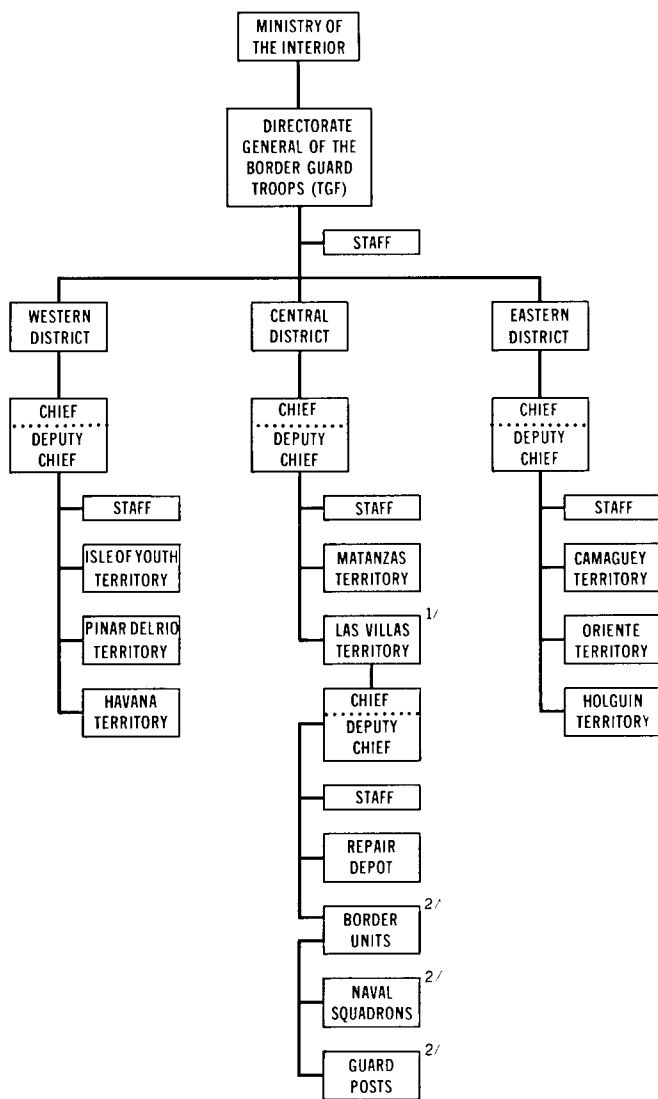 MINISTRY OF
THE INTERIOR
DIRECTORATE
GENERAL OF THE
BORDER GUARD
TROOPS (TGF)
STAFF
WESTERN
DISTRICT
CHIEF
DEPUTY
CHIEF
STAFF
ISLE OF YOUTH
TERRITORY
PINAR DEL RIO
TERRITORY
HAVANA
TERRITORY
CENTRAL
DISTRICT
CHIEF
DEPUTY
CHIEF
STAFF
MATANZAS
TERRITORY
LAS VILLAS
TERRITORY
1/
CHIEF
DEPUTY
CHIEF
STAFF
REPAIR
DEPOT
BORDER
UNITS
2/
NAVAL
SQUADRONS
2/
GUARD
POSTS
2/
EASTERN
DISTRICT
CHIEF
DEPUTY
CHIEF
STAFF
CAMAGUEY
TERRITORY
ORIENTE
TERRITORY
HOLGUIN
TERRITORY